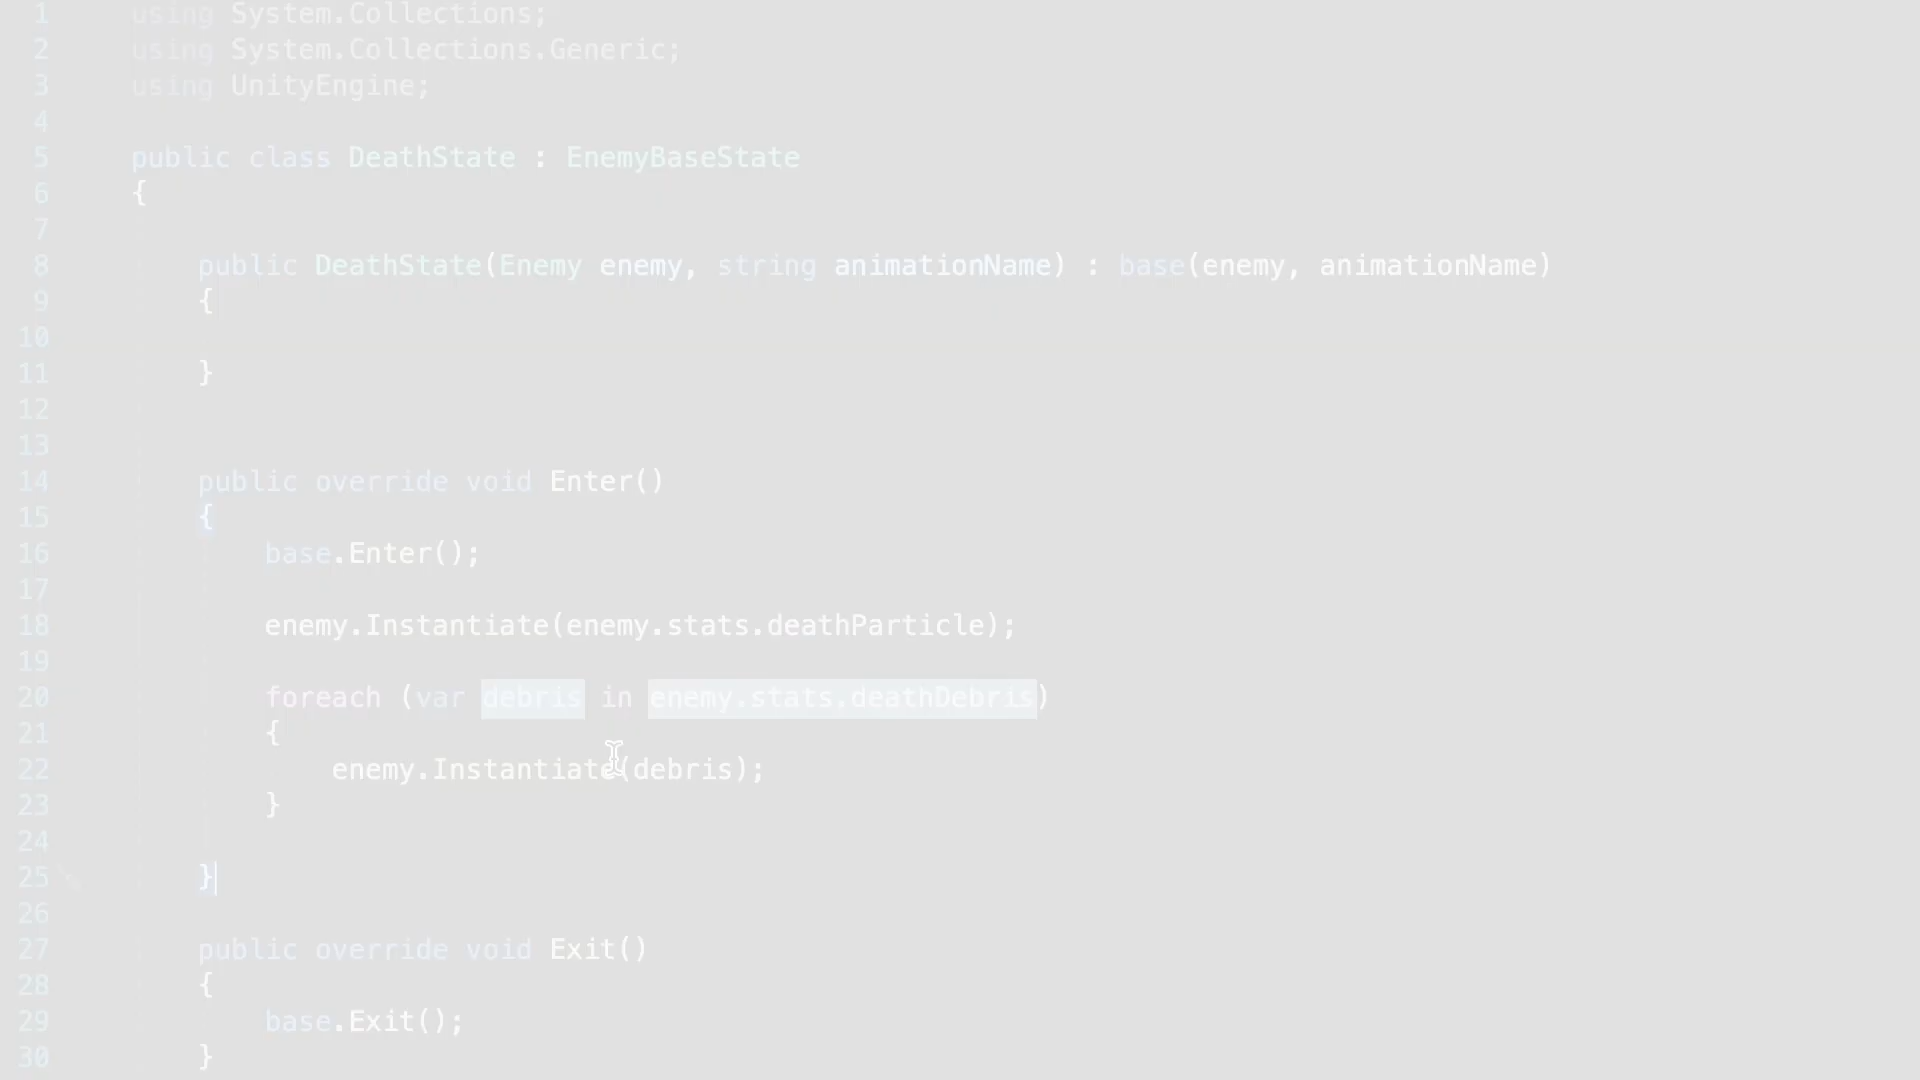 1 using System.Collections;
2 using System.Collections.Generic;
3 using UnityEngine;
4
5 public class DeathState : EnemyBaseState
6 {
7
8 public DeathState(Enemy enemy, string animationName) : base(enemy, animationName)
9 {
10
11 }
12
13
14 public override void Enter()
15 {
16 base.Enter();
17
18 enemy.Instantiate(enemy.stats.deathParticle);
19
20 foreach (var debris in enemy.stats.deathDebris)
21 {
22 enemy.Instantiate(debris);
23 }
24
25 }
26
27 public override void Exit()
28 {
29 base.Exit();
30 }